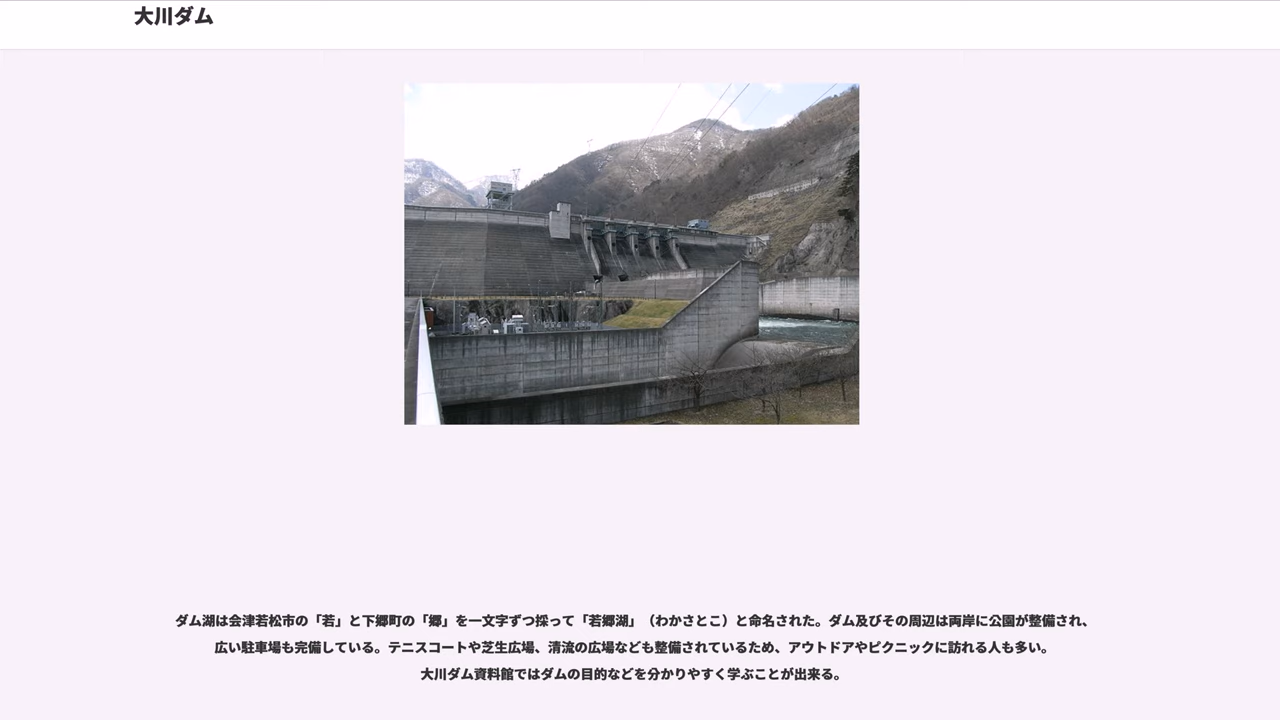 大川ダム
ダム湖は会津若松市の「若」と下郷町の「郷」を一文字ずつ採って「若郷湖」（わかさとこ）と命名された。ダム及びその周辺は両岸に公園が整備され、
広い駐車場も完備している。テニスコートや芝生広場、清流の広場なども整備されているため、アウトドアやピクニックに訪れる人も多い。
大川ダム資料館ではダムの目的などを分かりやすく学ぶことが出来る。